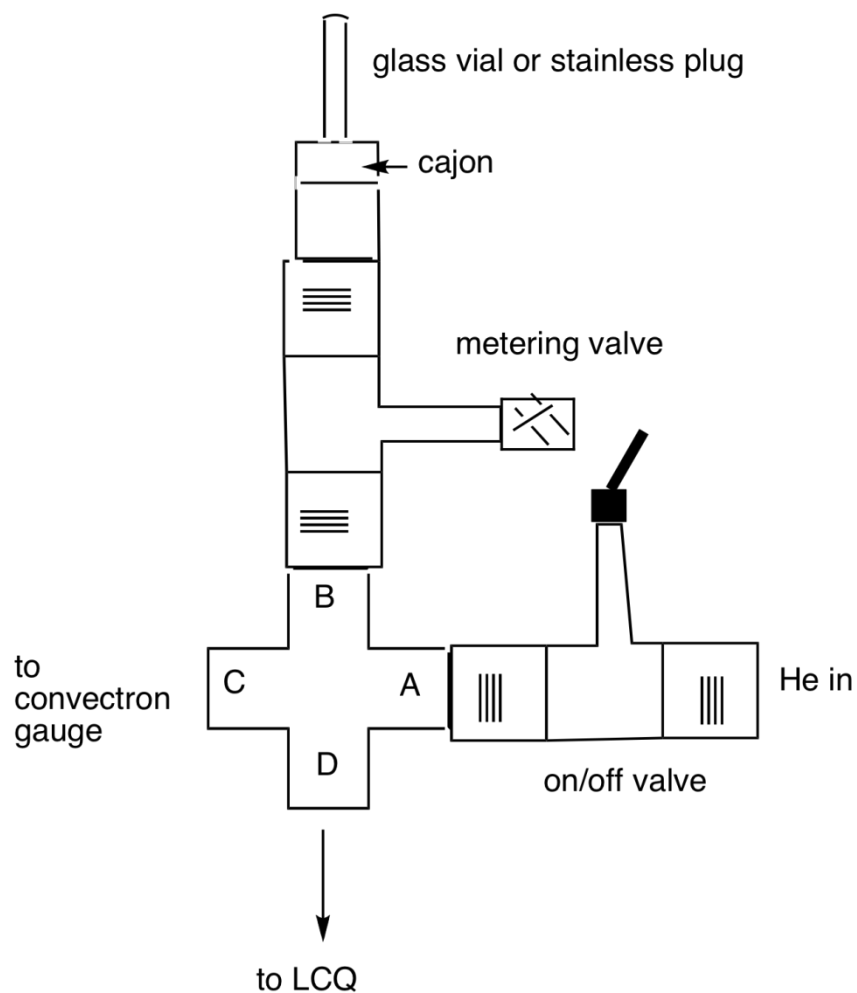 glass vial or stainless plug
cajon
metering valve
B
to
convectron
gauge
C
A
He in
D
on/off valve
to LCQ